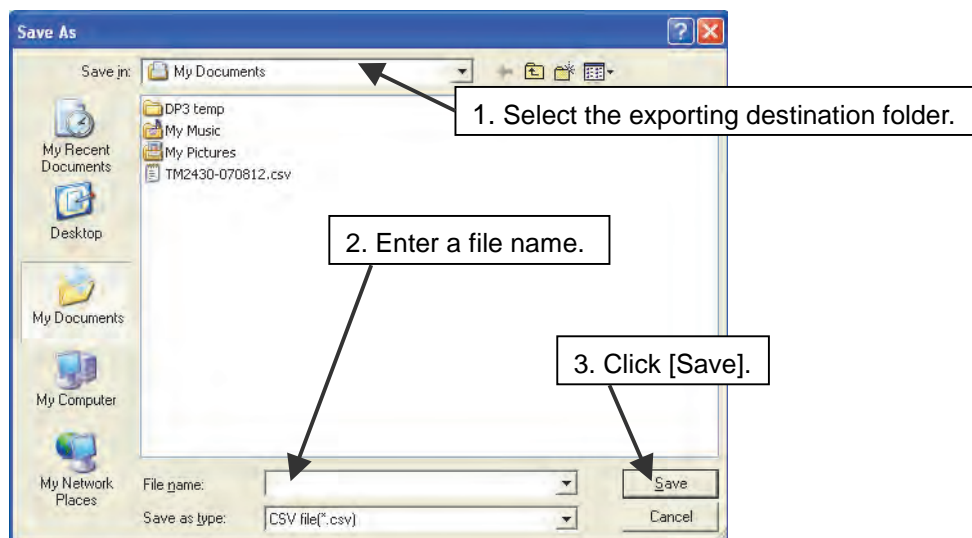 Save As
Save in: My Documents
1. Select the exporting destination folder.
DP3 temp
My Music
My Pictures
TM2430-070812.csv
My Recent
Documents
Desktop
2. Enter a file name.
My Documents
3. Click [Save].
My Computer
My Network
Places
File name:
Save
Save as type: CSV file(*.csv)
Cancel